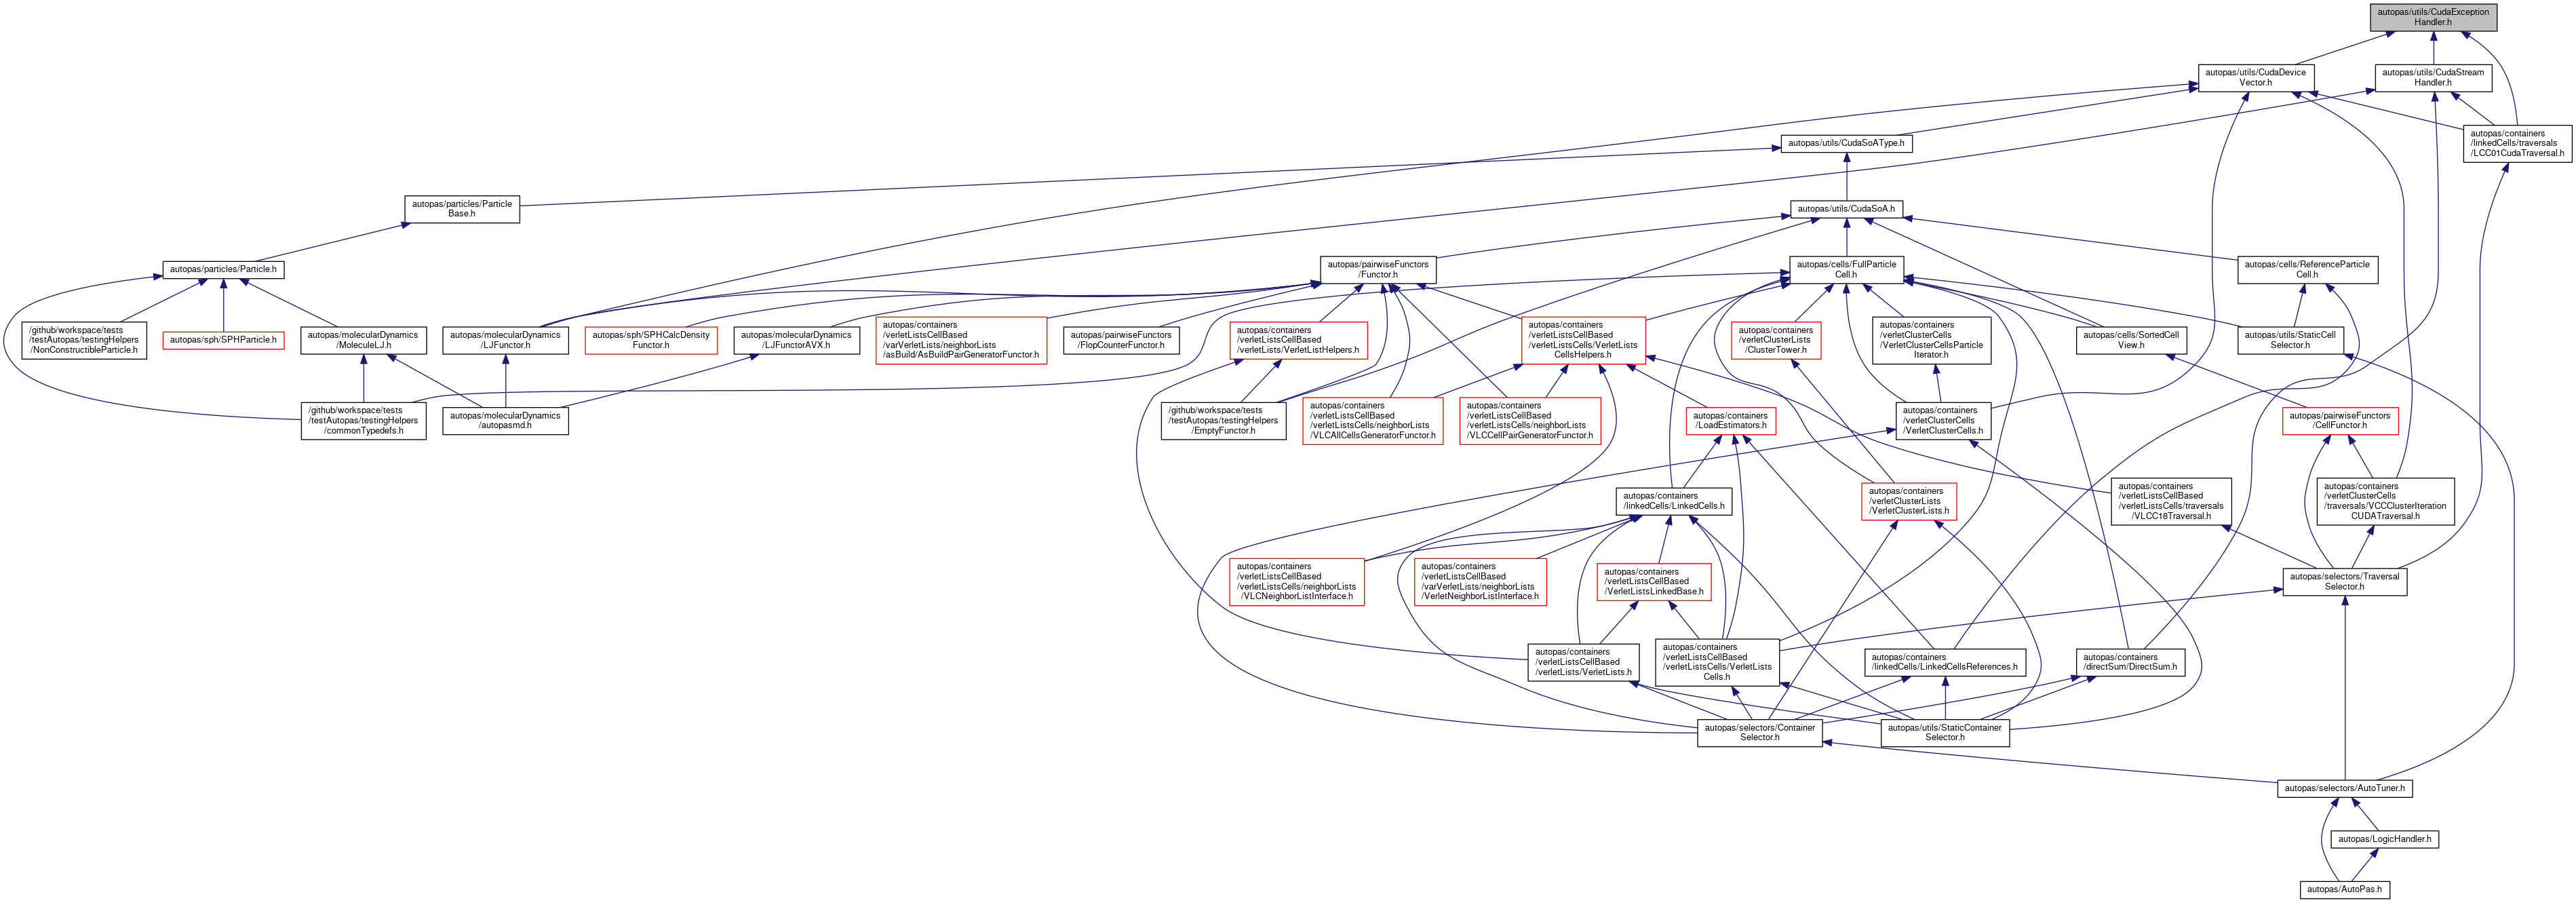 autopas/utils/CudaException
Handler.h
autopas/utils/CudaDevice
Vector.h
autopas/utils/CudaStream
Handler.h
autopas/containers
/linkedCells/traversals
/LCC01CudaTraversal.h
autopas/utils/CudaSoAType.h
autopas/particles/Particle
Base.h
autopas/utils/CudaSoA.h
autopas/particles/Particle.h
autopas/pairwiseFunctors
/Functor.h
autopas/cells/FullParticle
Cell.h
autopas/cells/ReferenceParticle
Cell.h
/github/workspace/tests
/testAutopas/testingHelpers
/NonConstructibleParticle.h
autopas/sph/SPHParticle.h
autopas/molecularDynamics
/MoleculeLJ.h
autopas/molecularDynamics
/LJFunctor.h
autopas/sph/SPHCalcDensity
Functor.h
autopas/molecularDynamics
/LJFunctorAVX.h
autopas/containers
/verletListsCellBased
/varVerletLists/neighborLists
/asBuild/AsBuildPairGeneratorFunctor.h
autopas/pairwiseFunctors
/FlopCounterFunctor.h
autopas/containers
/verletListsCellBased
/verletLists/VerletListHelpers.h
autopas/containers
/verletListsCellBased
/verletListsCells/VerletLists
CellsHelpers.h
autopas/containers
/verletClusterLists
/ClusterTower.h
autopas/containers
/verletClusterCells
/VerletClusterCellsParticle
Iterator.h
autopas/cells/SortedCell
View.h
autopas/utils/StaticCell
Selector.h
/github/workspace/tests
/testAutopas/testingHelpers
/commonTypedefs.h
autopas/molecularDynamics
/autopasmd.h
/github/workspace/tests
/testAutopas/testingHelpers
/EmptyFunctor.h
autopas/containers
/verletListsCellBased
/verletListsCells/neighborLists
/VLCAllCellsGeneratorFunctor.h
autopas/containers
/verletListsCellBased
/verletListsCells/neighborLists
/VLCCellPairGeneratorFunctor.h
autopas/containers
/LoadEstimators.h
autopas/containers
/verletClusterCells
/VerletClusterCells.h
autopas/pairwiseFunctors
/CellFunctor.h
autopas/containers
/linkedCells/LinkedCells.h
autopas/containers
/verletClusterLists
/VerletClusterLists.h
autopas/containers
/verletListsCellBased
/verletListsCells/traversals
/VLCC18Traversal.h
autopas/containers
/verletClusterCells
/traversals/VCCClusterIteration
CUDATraversal.h
autopas/containers
/verletListsCellBased
/verletListsCells/neighborLists
/VLCNeighborListInterface.h
autopas/containers
/verletListsCellBased
/varVerletLists/neighborLists
/VerletNeighborListInterface.h
autopas/containers
/verletListsCellBased
/VerletListsLinkedBase.h
autopas/selectors/Traversal
Selector.h
autopas/containers
/verletListsCellBased
/verletLists/VerletLists.h
autopas/containers
/verletListsCellBased
/verletListsCells/VerletLists
Cells.h
autopas/containers
/linkedCells/LinkedCellsReferences.h
autopas/containers
/directSum/DirectSum.h
autopas/selectors/Container
Selector.h
autopas/utils/StaticContainer
Selector.h
autopas/selectors/AutoTuner.h
autopas/LogicHandler.h
autopas/AutoPas.h